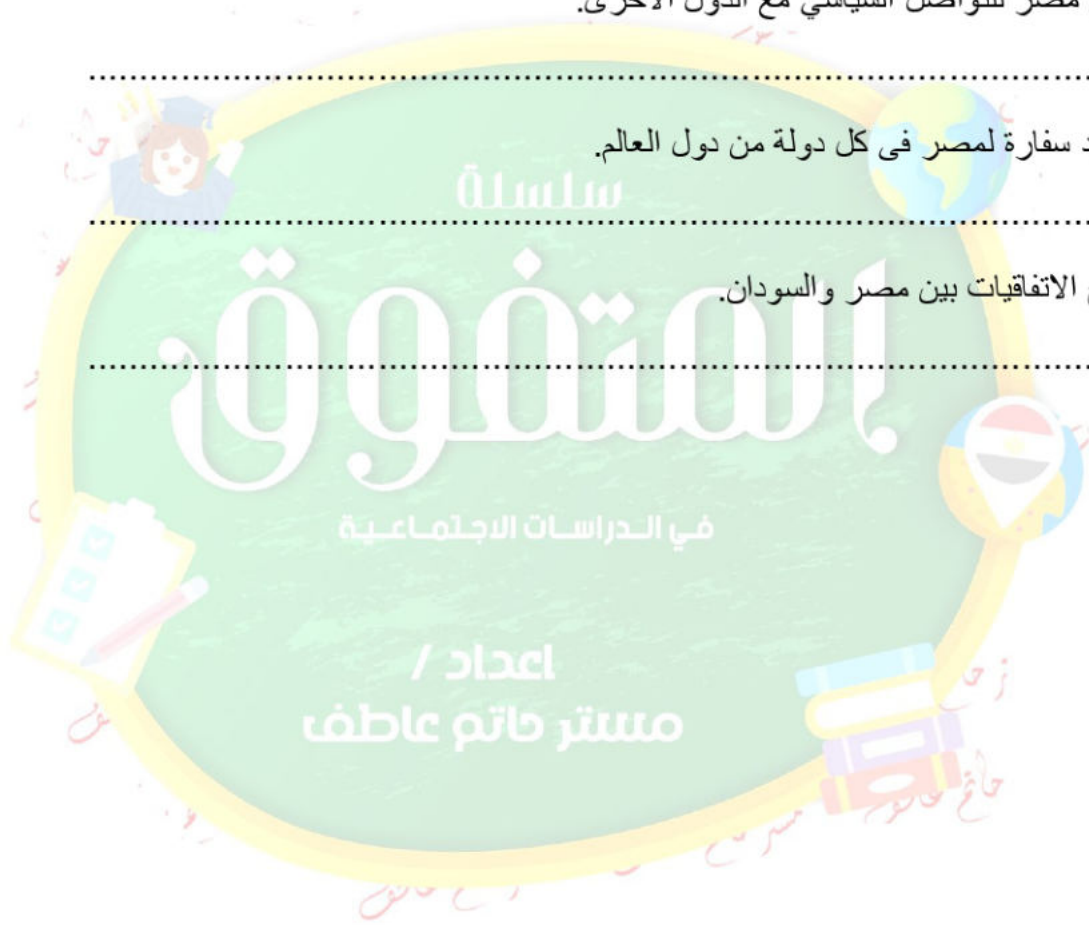 مصر للتواصل السياسي مع الدول الأخرى.
سفارة لمصر فى كل دولة من دول العالم.
الاتفاقيات بين مصر والسودان.
سلسلة
المتفوق
في الدراسات الاجتماعية
اعداد /
مستر حاتم عاطف